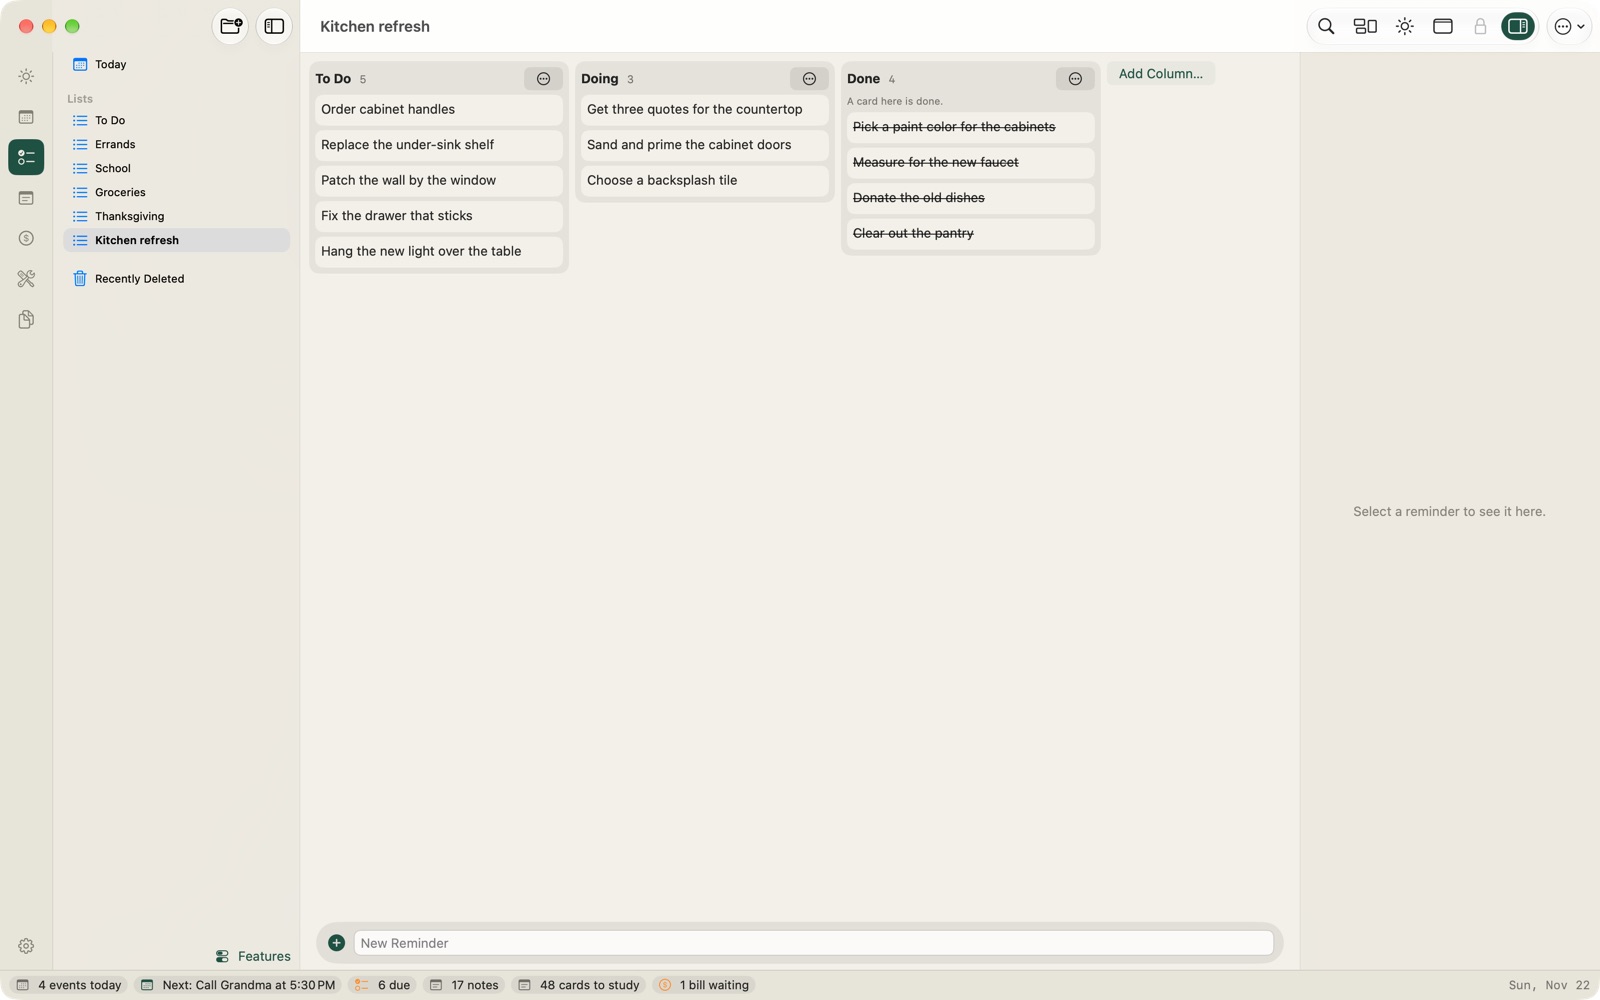 Kitchen refresh
Today
Lists
To Do
Errands
School
Groceries
Thanksgiving
Kitchen refresh
Recently Deleted
Features
To Do 5
Order cabinet handles
Replace the under-sink shelf
Patch the wall by the window
Fix the drawer that sticks
Hang the new light over the table
Doing 3
Get three quotes for the countertop
Sand and prime the cabinet doors
Choose a backsplash tile
Done 4
A card here is done.
Pick a paint color for the cabinets
Measure for the new faucet
Donate the old dishes
Clear out the pantry
Add Column...
Select a reminder to see it here.
New Reminder
4 events today
Next: Call Grandma at 5:30 PM
6 due
17 notes
48 cards to study
1 bill waiting
Sun, Nov 22